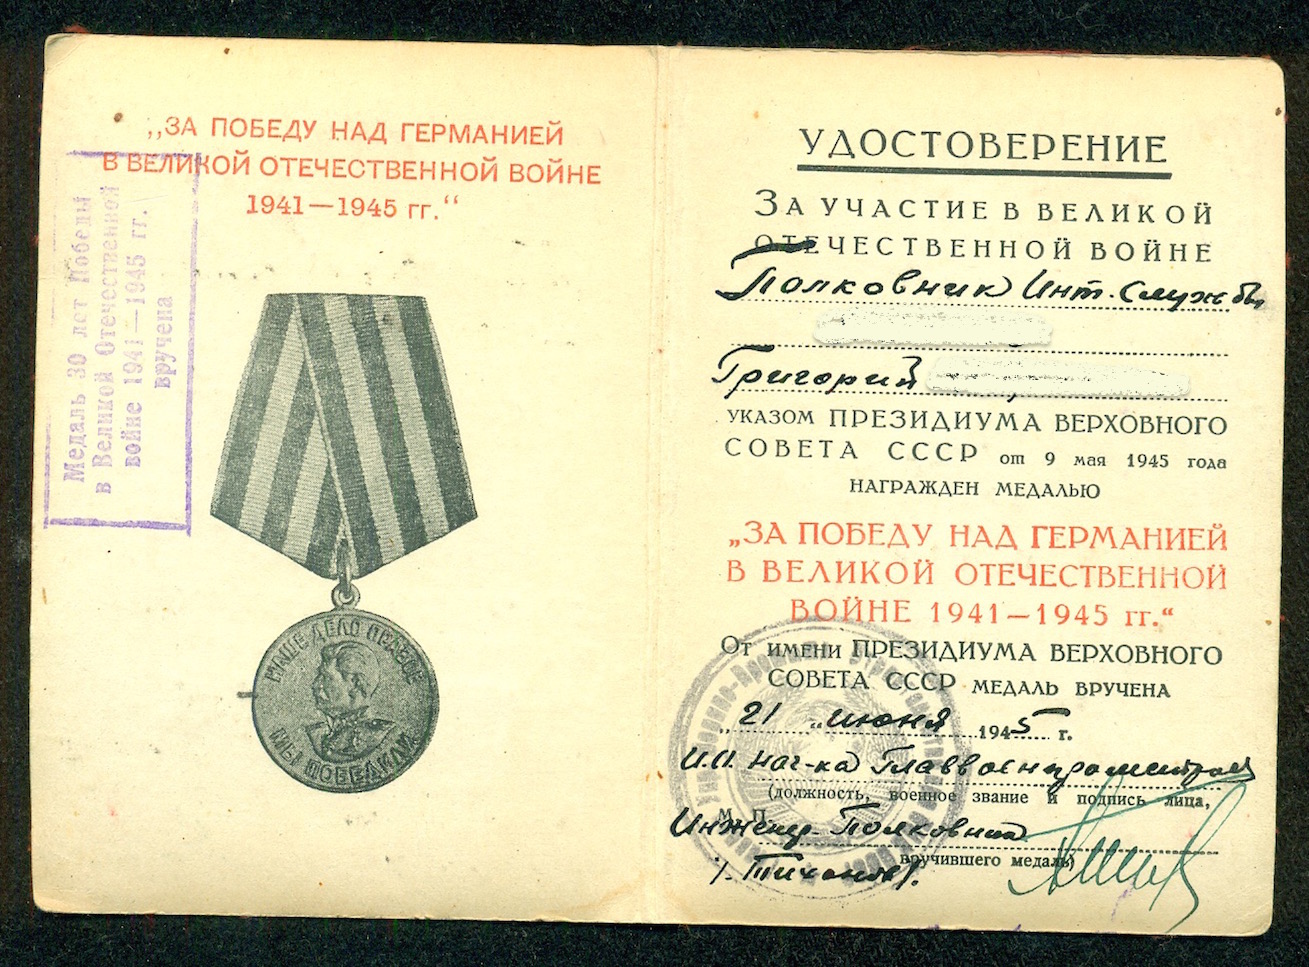 „ЗА ПОБЕДУ НАД ГЕРМАНИЕЙ
В ВЕЛИКОЙ ОТЕЧЕСТВЕННОЙ ВОЙНЕ
1941—1945 гг.“
Медаль 30 лет Победы
в Великой Отечественной
войне 1941—1945 гг.
вручена
НАШЕ ДЕЛО ПРАВОЕ
МЫ ПОБЕДИЛИ
УДОСТОВЕРЕНИЕ
ЗА УЧАСТИЕ В ВЕЛИКОЙ
ОТЕЧЕСТВЕННОЙ ВОЙНЕ
Полковник Инт. Службы
Григорий
УКАЗОМ ПРЕЗИДИУМА ВЕРХОВНОГО
СОВЕТА СССР от 9 мая 1945 года
НАГРАЖДЕН МЕДАЛЬЮ
„ЗА ПОБЕДУ НАД ГЕРМАНИЕЙ
В ВЕЛИКОЙ ОТЕЧЕСТВЕННОЙ
ВОЙНЕ 1941—1945 гг.“
От имени ПРЕЗИДИУМА ВЕРХОВНОГО
СОВЕТА СССР МЕДАЛЬ ВРУЧЕНА
„21 „ июня 1945 г.
И.П. нач-ка Главвоенпромстроя
(должность, военное звание и подпись лица,
М. П.
Инженер-Полковник
вручившего медаль)
/. Тихонов/.